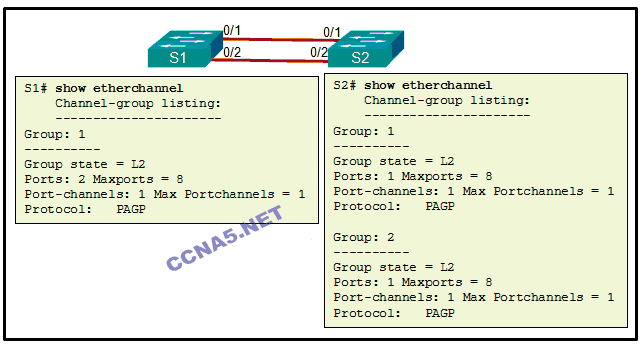 0/1
0/1
S1
S2
0/2
0/2
S1# show etherchannel
Channel-group listing:
----------------------
Group: 1
----------
Group state = L2
Ports: 2 Maxports = 8
Port-channels: 1 Max Portchannels = 1
Protocol: PAGP
S2# show etherchannel
Channel-group listing:
----------------------
Group: 1
----------
Group state = L2
Ports: 1 Maxports = 8
Port-channels: 1 Max Portchannels = 1
Protocol: PAGP
Group: 2
----------
Group state = L2
Ports: 1 Maxports = 8
Port-channels: 1 Max Portchannels = 1
Protocol: PAGP
CCNA5.NET